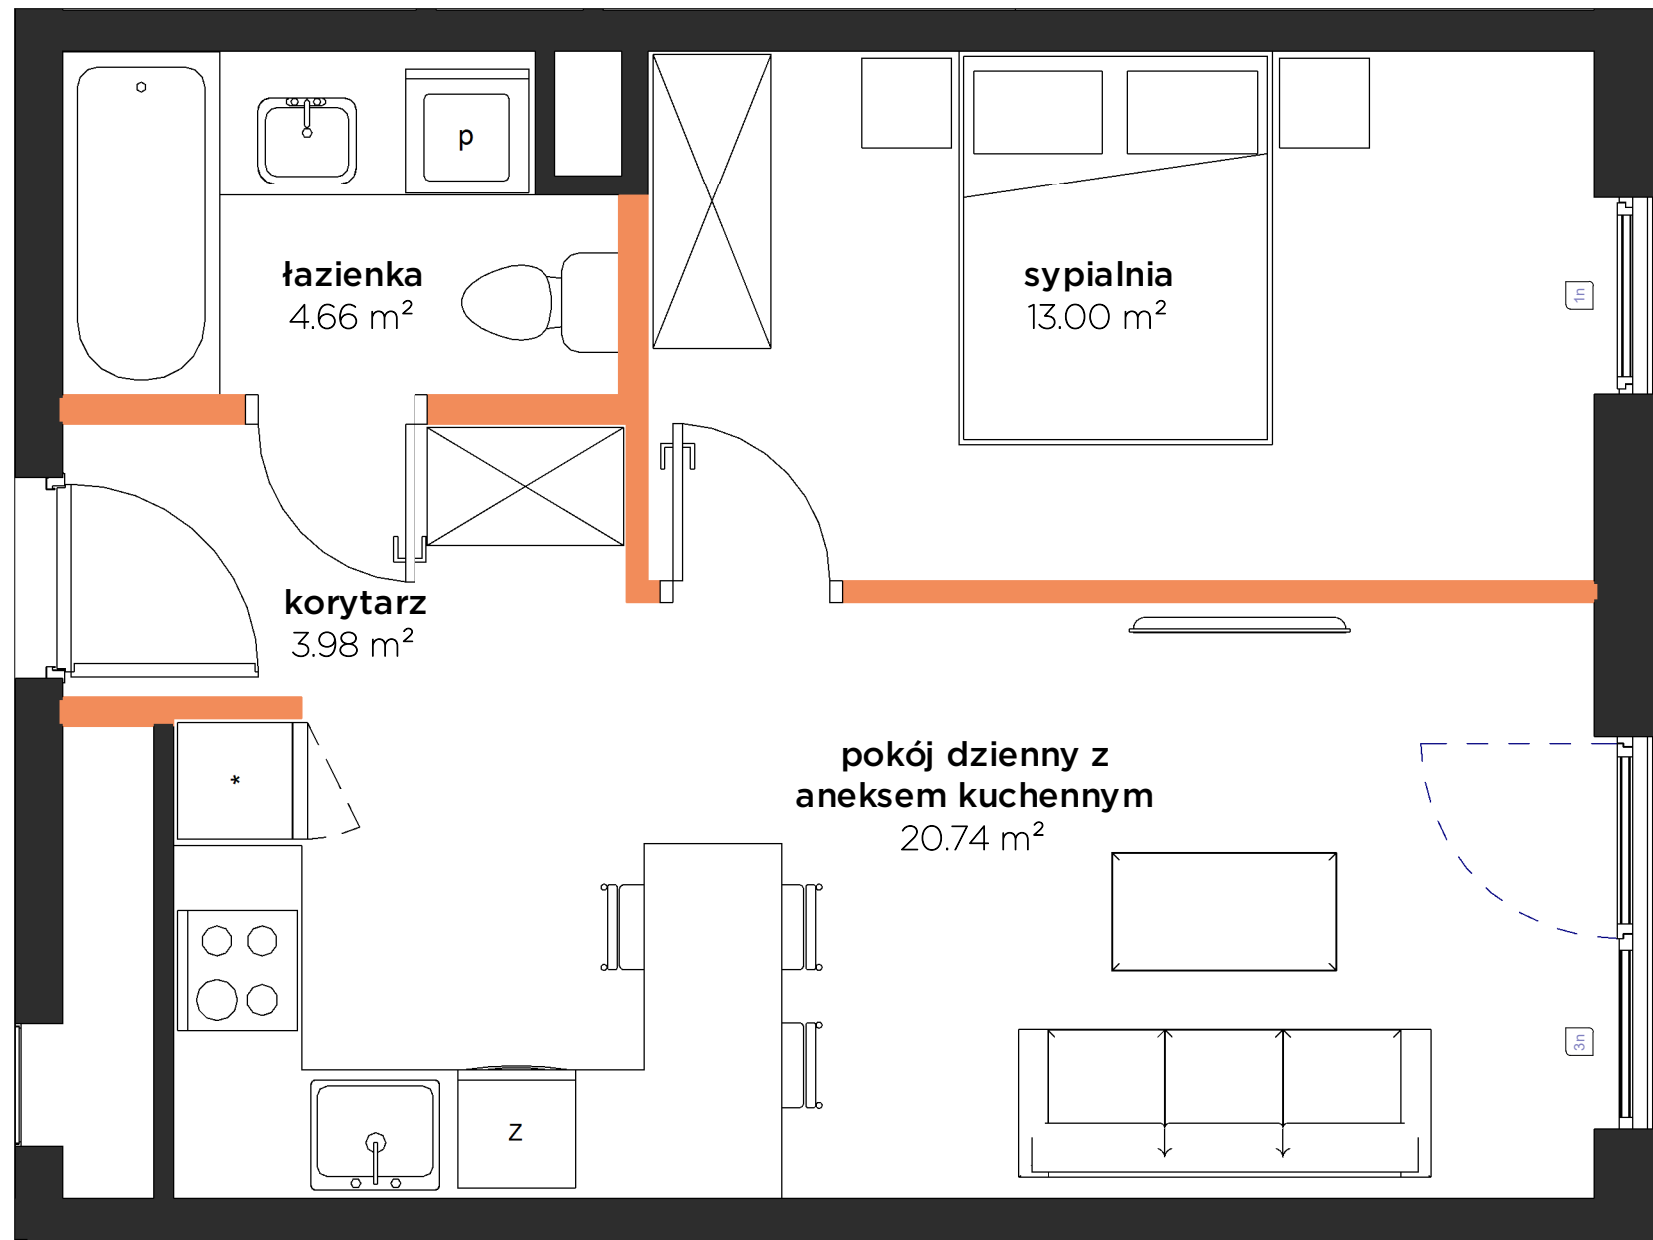 p
łazienka
4.66 m²
sypialnia
13.00 m²
1n
korytarz
3.98 m²
*
pokój dzienny z
aneksem kuchennym
20.74 m²
3n
Z